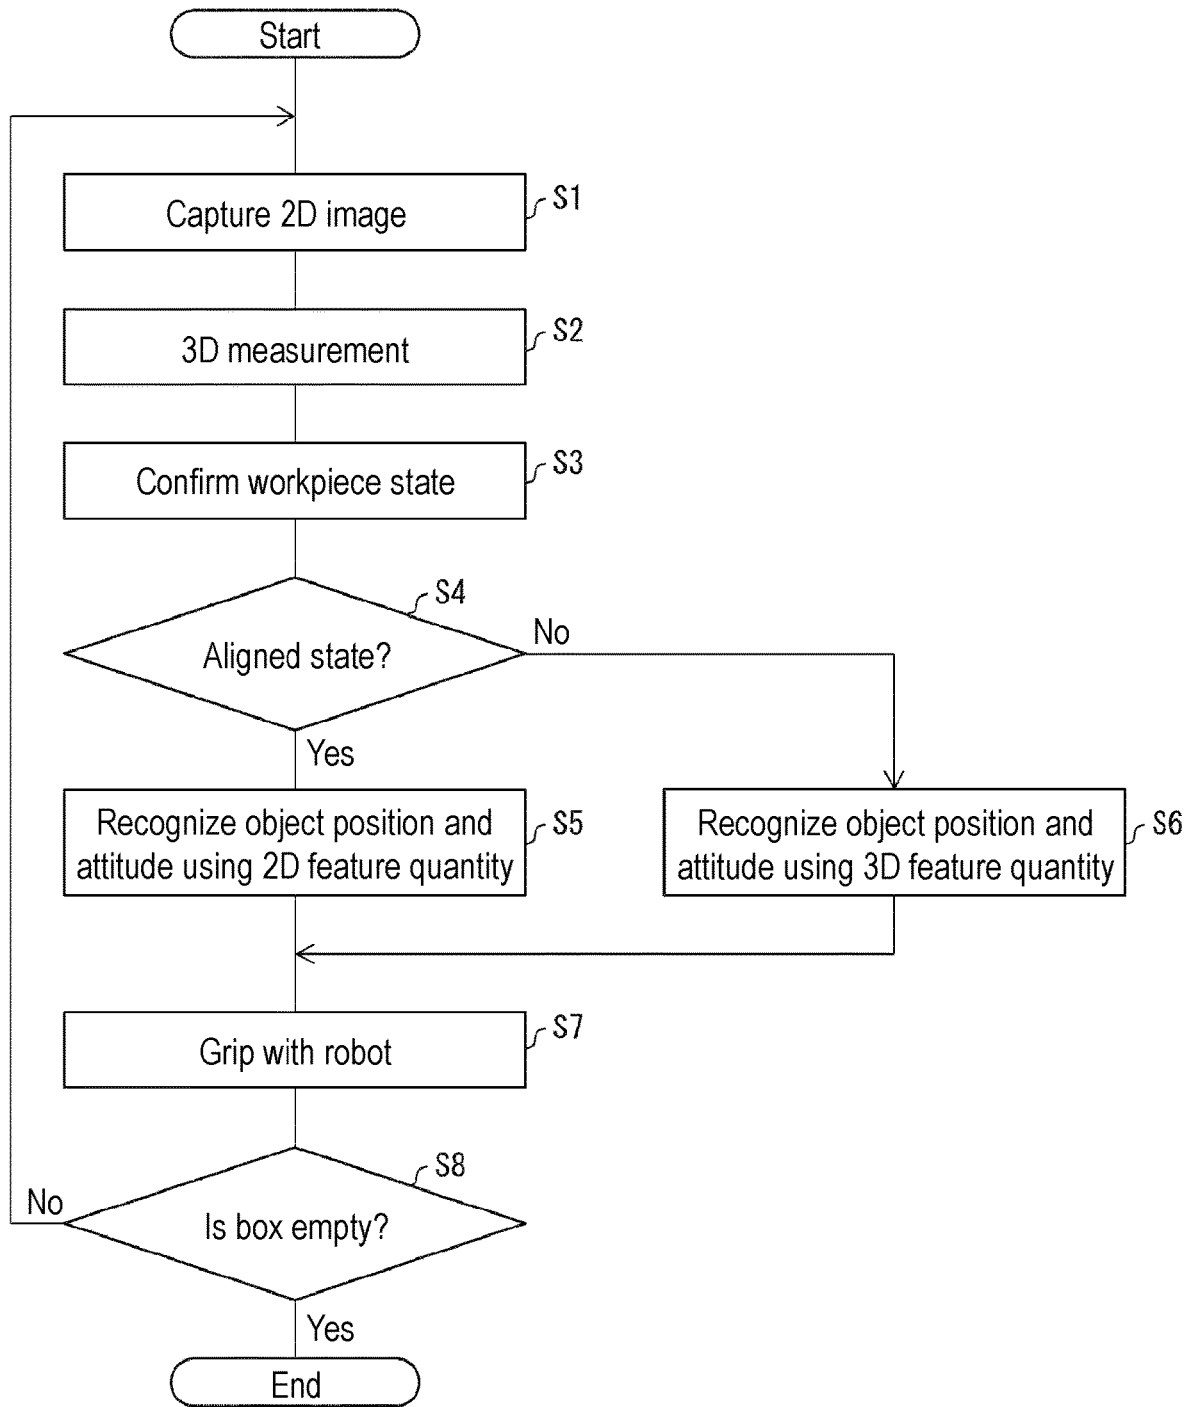 Start
Capture 2D image
S1
3D measurement
S2
Confirm workpiece state
S3
S4
Aligned state?
No
Yes
Recognize object position and
attitude using 2D feature quantity
S5
Recognize object position and
attitude using 3D feature quantity
S6
Grip with robot
S7
S8
Is box empty?
No
Yes
End